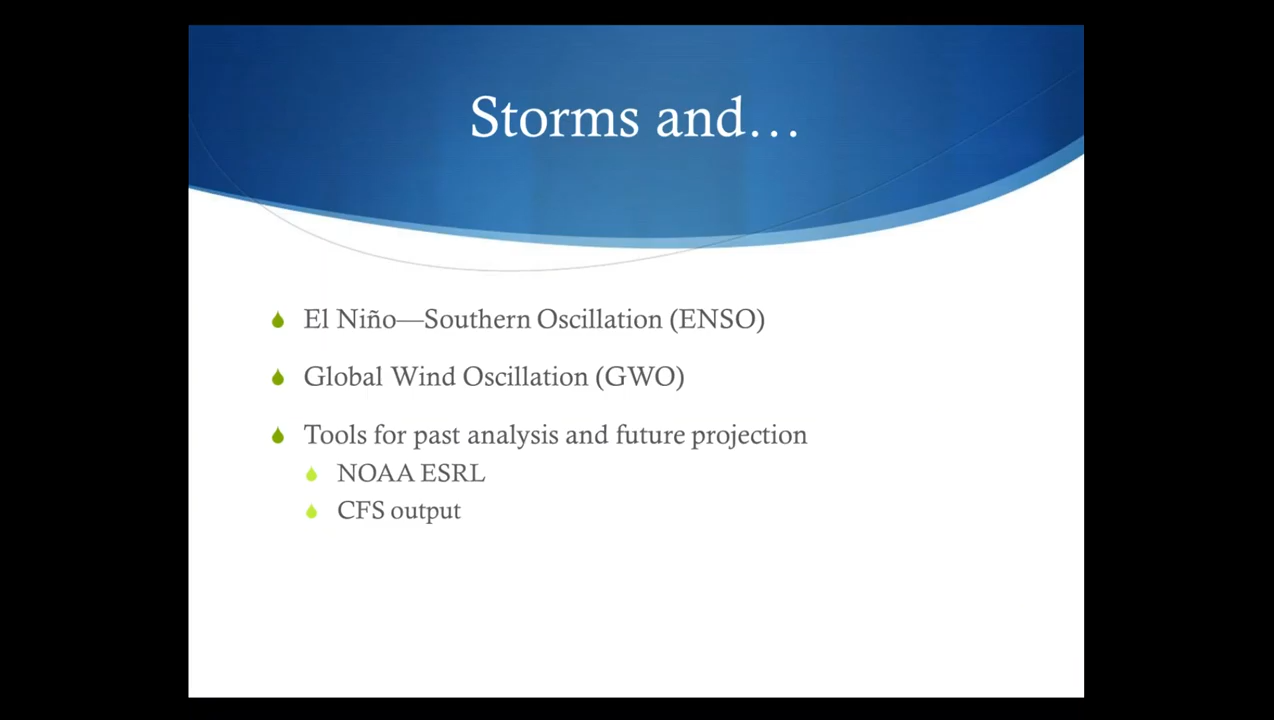 Storms and…
El Niño—Southern Oscillation (ENSO)
Global Wind Oscillation (GWO)
Tools for past analysis and future projection
NOAA ESRL
CFS output